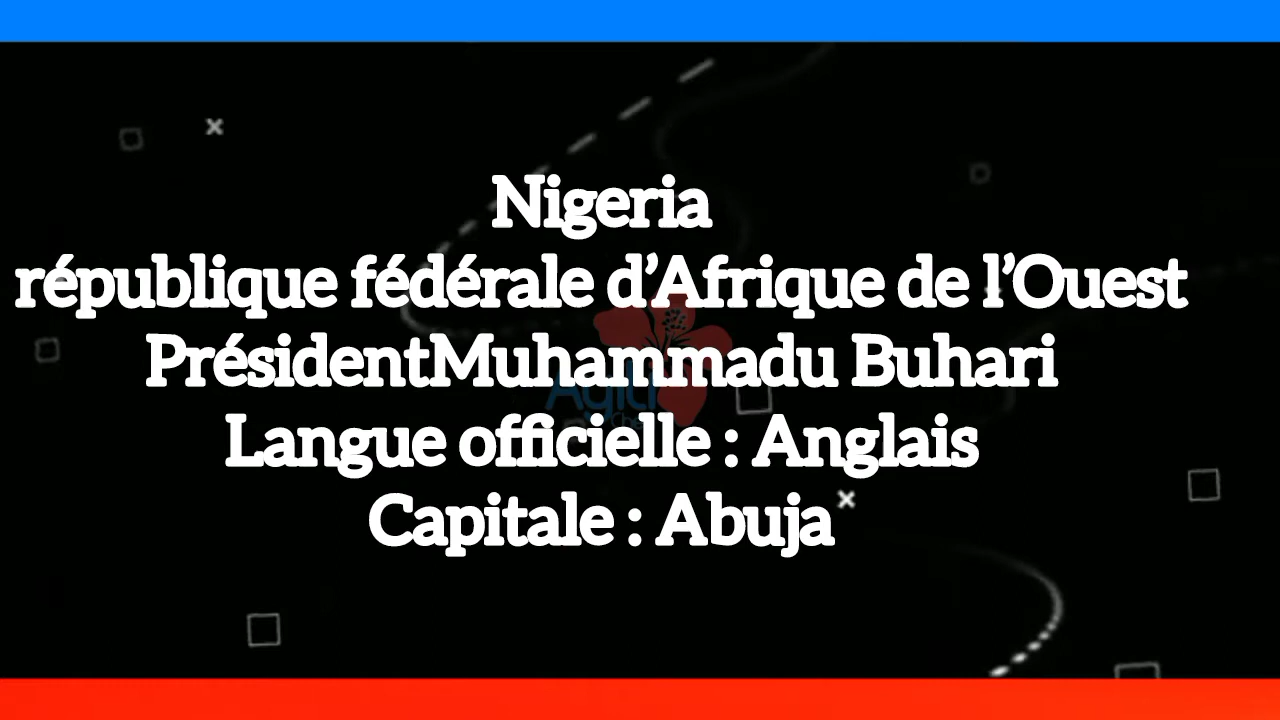 Nigeria
république fédérale d’Afrique de l’Ouest
PrésidentMuhammadu Buhari
Langue officielle : Anglais
Capitale : Abuja